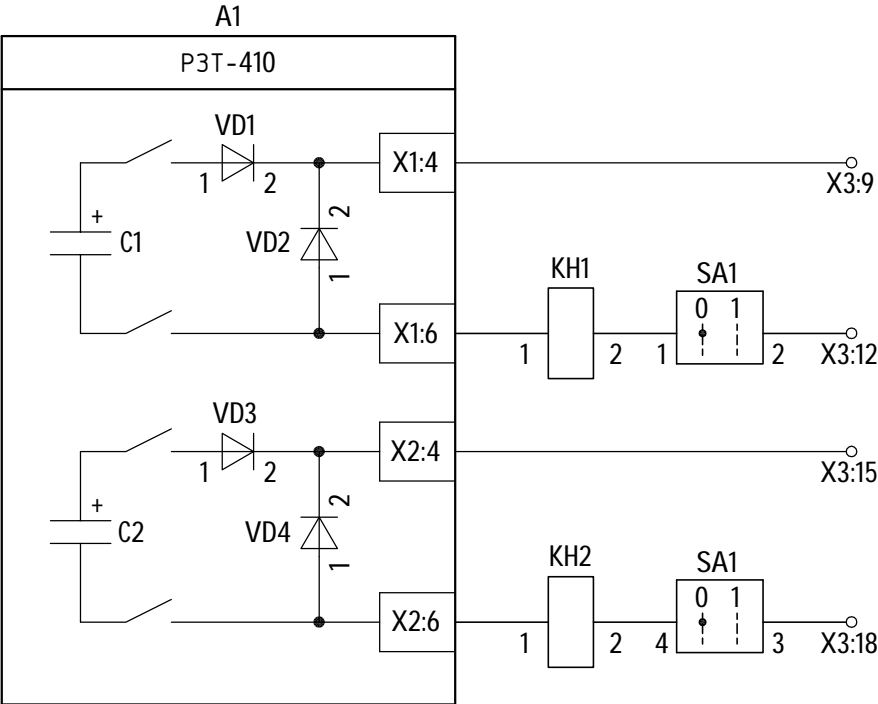 A1
РЗТ-410
VD1
1 2
X1:4
X3:9
+
C1
VD2
2
1
KH1
SA1
0 1
X1:6
1 2
1 2
X3:12
VD3
1 2
X2:4
X3:15
+
C2
VD4
2
1
KH2
SA1
0 1
X2:6
1 2
4 3
X3:18